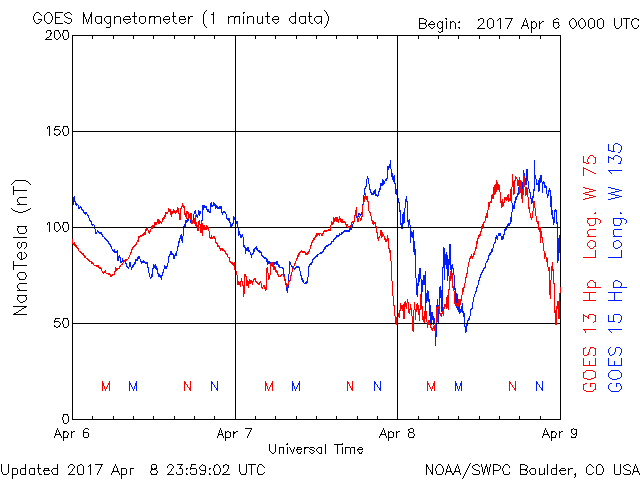 GOES Magnetometer (1 minute data)
Begin: 2017 Apr 6 0000 UTC
200
150
100
50
0
NanoTesla (nT)
M M N N M M N N M M N N
Apr 6 Apr 7 Apr 8 Apr 9
Universal Time
GOES 13 Hp Long. W 75
GOES 15 Hp Long. W 135
Updated 2017 Apr 8 23:59:02 UTC
NOAA/SWPC Boulder, CO USA